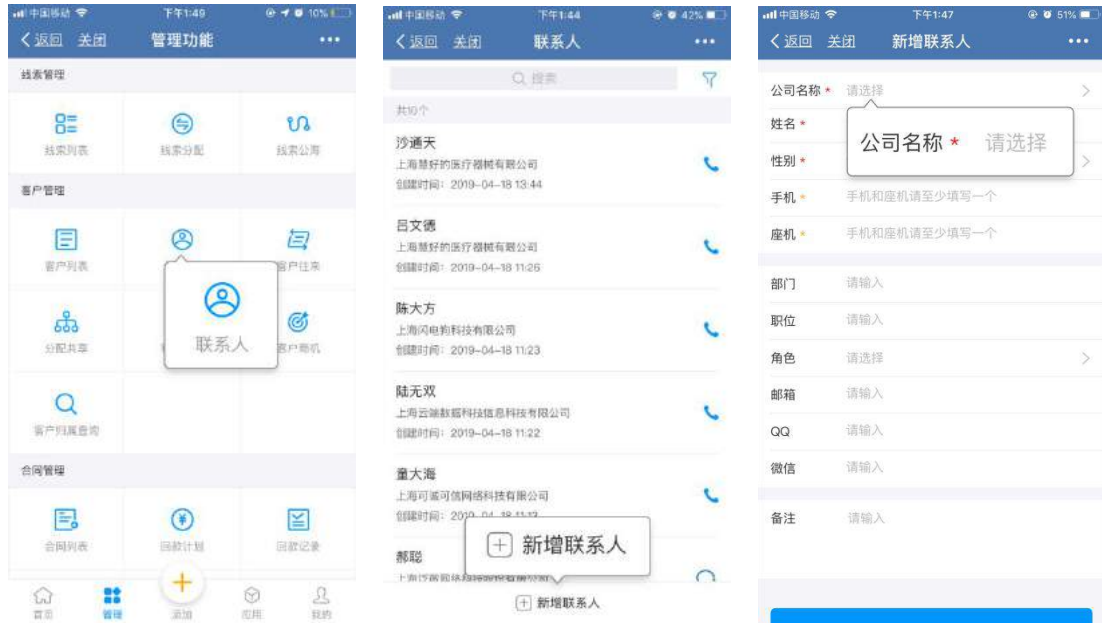 中国移动
下午1:49
10%
返回 关闭
管理功能
线索管理
线索列表
线索分配
线索公海
客户管理
客户列表
客户往来
联系人
分配共享
客户商机
客户归属查询
合同管理
合同列表
回款计划
回款记录
首页
管理
添加
应用
我的
中国移动
下午1:44
42%
返回 关闭
联系人
搜索
共10个
沙通天
上海慧好的医疗器械有限公司
创建时间: 2019-04-18 13:44
吕文德
上海慧好的医疗器械有限公司
创建时间: 2019-04-18 11:26
陈大方
上海闪电狗科技有限公司
创建时间: 2019-04-18 11:23
陆无双
上海云端数据科技信息科技有限公司
创建时间: 2019-04-18 11:22
童大海
上海可诚可信网络科技有限公司
创建时间: 2019-04-18 11:13
郝聪
新增联系人
新增联系人
中国移动
下午1:47
51%
返回 关闭
新增联系人
公司名称 * 请选择
公司名称 * 请选择
姓名 *
性别 *
手机 * 手机和座机请至少填写一个
座机 * 手机和座机请至少填写一个
部门 请输入
职位 请输入
角色 请选择
邮箱 请输入
QQ 请输入
微信 请输入
备注 请输入